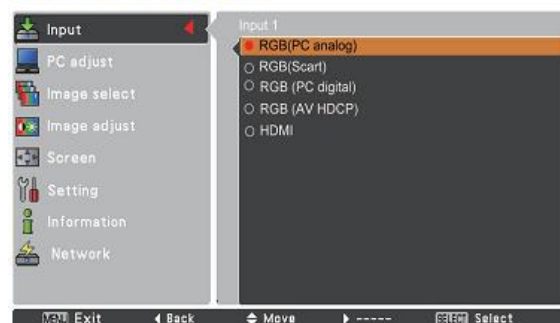 Input
PC adjust
Image select
Image adjust
Screen
Setting
Information
Network
Input 1
RGB(PC analog)
RGB(Scart)
RGB (PC digital)
RGB (AV HDCP)
HDMI
MENU Exit Back Move ----- SELECT Select